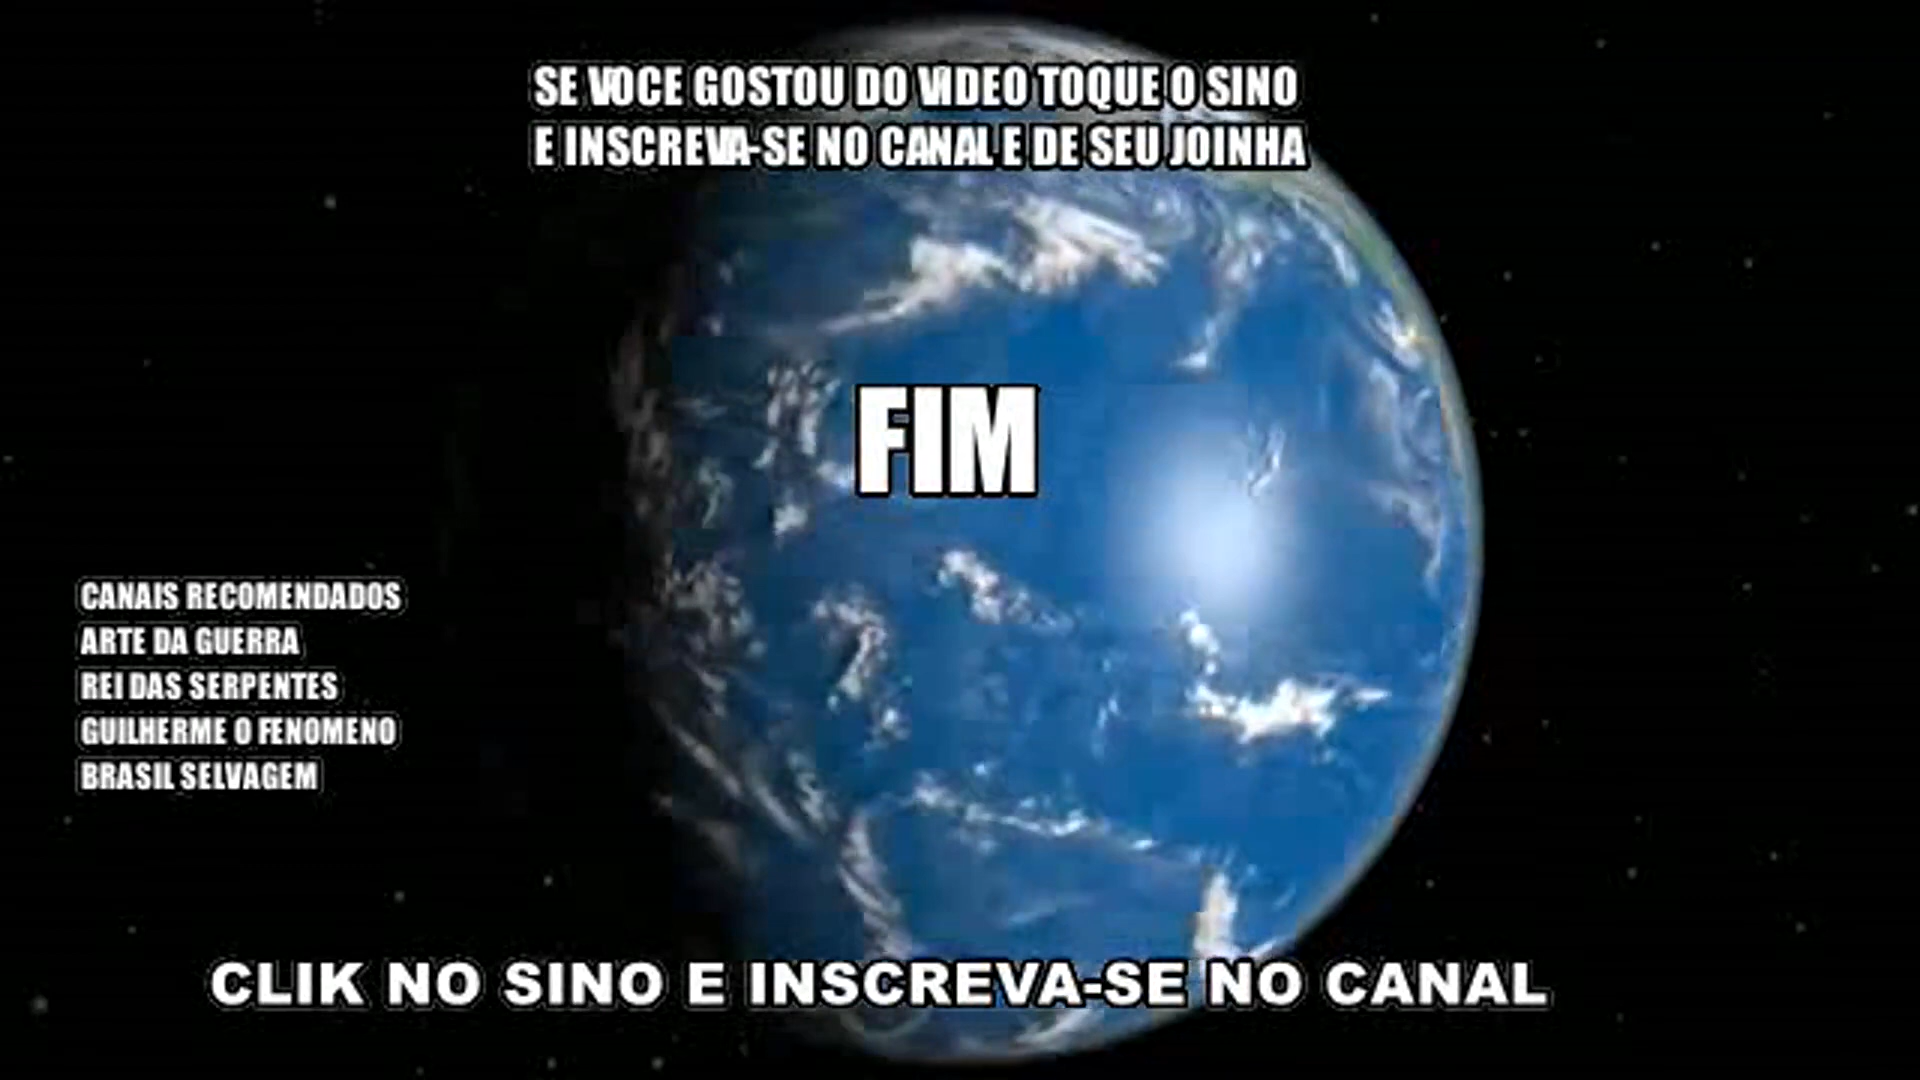 SE VOCE GOSTOU DO VIDEO TOQUE O SINO
E INSCREVA-SE NO CANAL E DE SEU JOINHA
FIM
CANAIS RECOMENDADOS
ARTE DA GUERRA
REI DAS SERPENTES
GUILHERME O FENOMENO
BRASIL SELVAGEM
CLIK NO SINO E INSCREVA-SE NO CANAL